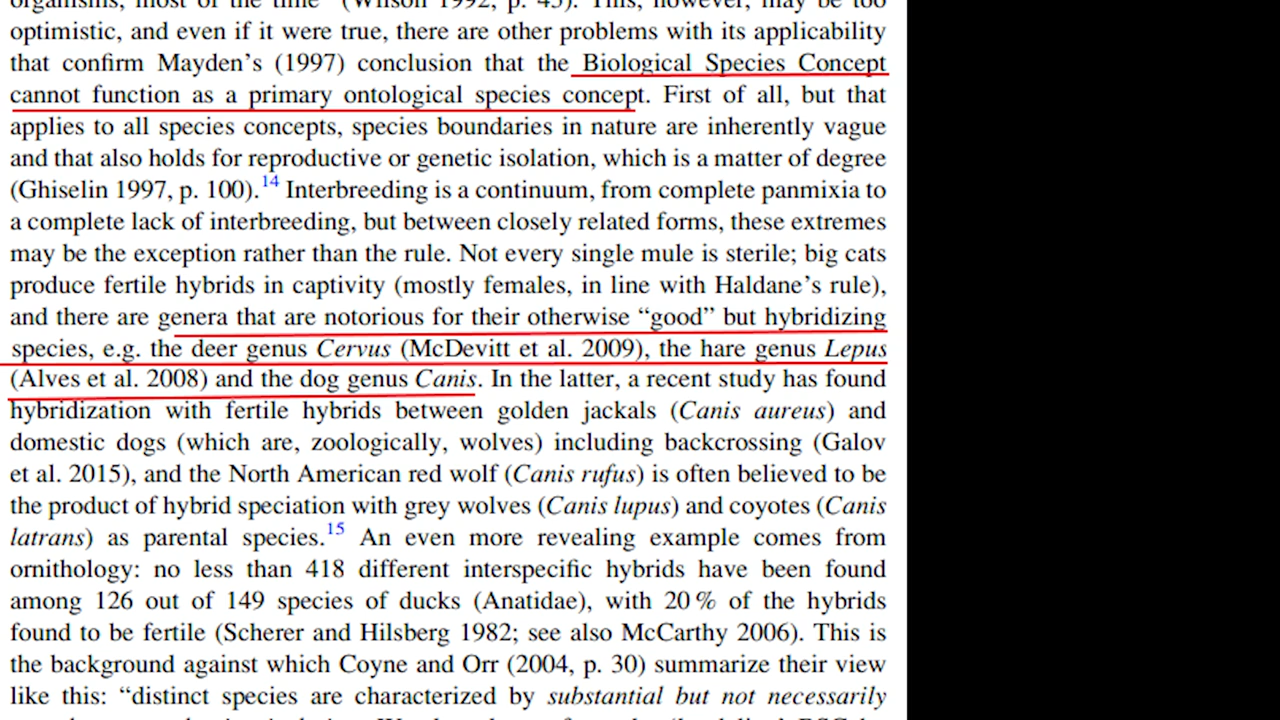 organisms, most of the time" (Wilson 1992, p. 43). This, however, may be too
optimistic, and even if it were true, there are other problems with its applicability
that confirm Mayden's (1997) conclusion that the Biological Species Concept
cannot function as a primary ontological species concept. First of all, but that
applies to all species concepts, species boundaries in nature are inherently vague
and that also holds for reproductive or genetic isolation, which is a matter of degree
(Ghiselin 1997, p. 100).14 Interbreeding is a continuum, from complete panmixia to
a complete lack of interbreeding, but between closely related forms, these extremes
may be the exception rather than the rule. Not every single mule is sterile; big cats
produce fertile hybrids in captivity (mostly females, in line with Haldane's rule),
and there are genera that are notorious for their otherwise “good” but hybridizing
species, e.g. the deer genus Cervus (McDevitt et al. 2009), the hare genus Lepus
(Alves et al. 2008) and the dog genus Canis. In the latter, a recent study has found
hybridization with fertile hybrids between golden jackals (Canis aureus) and
domestic dogs (which are, zoologically, wolves) including backcrossing (Galov
et al. 2015), and the North American red wolf (Canis rufus) is often believed to be
the product of hybrid speciation with grey wolves (Canis lupus) and coyotes (Canis
latrans) as parental species.15 An even more revealing example comes from
ornithology: no less than 418 different interspecific hybrids have been found
among 126 out of 149 species of ducks (Anatidae), with 20 % of the hybrids
found to be fertile (Scherer and Hilsberg 1982; see also McCarthy 2006). This is
the background against which Coyne and Orr (2004, p. 30) summarize their view
like this: “distinct species are characterized by substantial but not necessarily